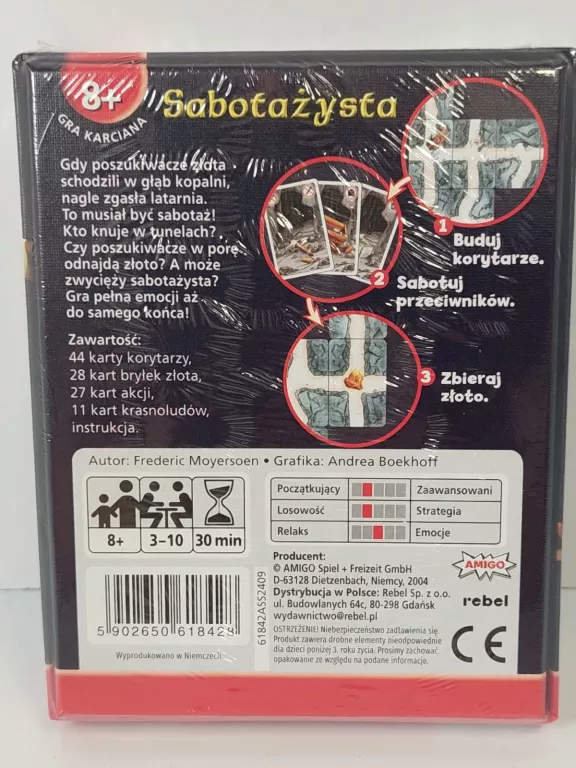 8+
GRA KARCIANA
Sabotażysta
Gdy poszukiwacze złota
schodzili w głąb kopalni,
nagle zgasła latarnia.
To musiał być sabotaż!
Kto knuje w tunelach?
Czy poszukiwacze w porę
odnajdą złoto? A może
zwycięży sabotażysta?
Gra pełna emocji aż
do samego końca!
Zawartość:
44 karty korytarzy,
28 kart bryłek złota,
27 kart akcji,
11 kart krasnoludów,
instrukcja.
1 Buduj
korytarze.
2 Sabotuj
przeciwników.
3 Zbieraj
złoto.
Autor: Frederic Moyersoen • Grafika: Andrea Boekhoff
8+ 3–10 30 min
Początkujący Zaawansowani
Losowość Strategia
Relaks Emocje
Producent:
© AMIGO Spiel + Freizeit GmbH
D-63128 Dietzenbach, Niemcy, 2004
Dystrybucja w Polsce: Rebel Sp. z o.o.
ul. Budowlanych 64c, 80-298 Gdańsk
wydawnictwo@rebel.pl
OSTRZEŻENIE! Niebezpieczeństwo zadławienia się.
Produkt zawiera drobne elementy nieodpowiednie
dla dzieci poniżej 3. roku życia. Prosimy zachować
opakowanie ze względu na podane informacje.
AMIGO
rebel
CE
61842ASS2409
5 902650 618428
Wyprodukowano w Niemczech.